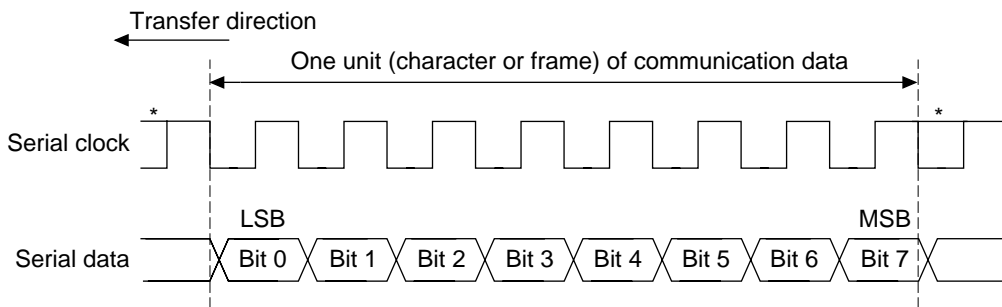 Transfer direction
One unit (character or frame) of communication data
* *
Serial clock
LSB MSB
Serial data Bit 0 Bit 1 Bit 2 Bit 3 Bit 4 Bit 5 Bit 6 Bit 7